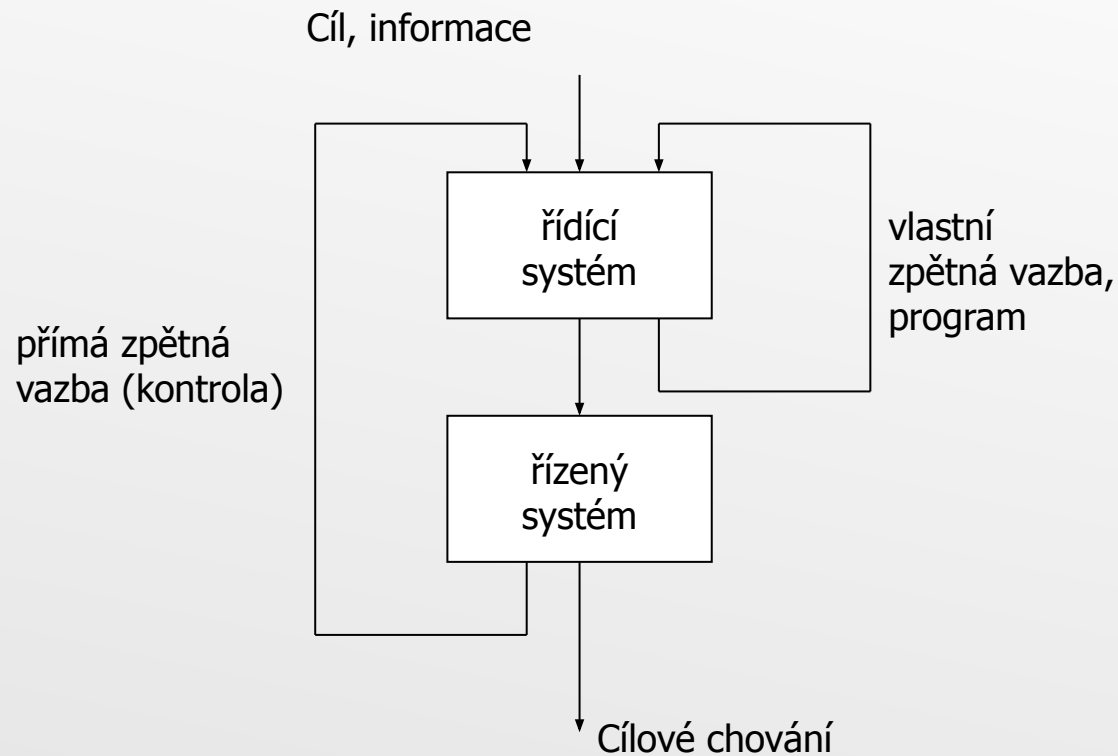 Cíl, informace
řídící
systém
vlastní
zpětná vazba,
program
přímá zpětná
vazba (kontrola)
řízený
systém
Cílové chování